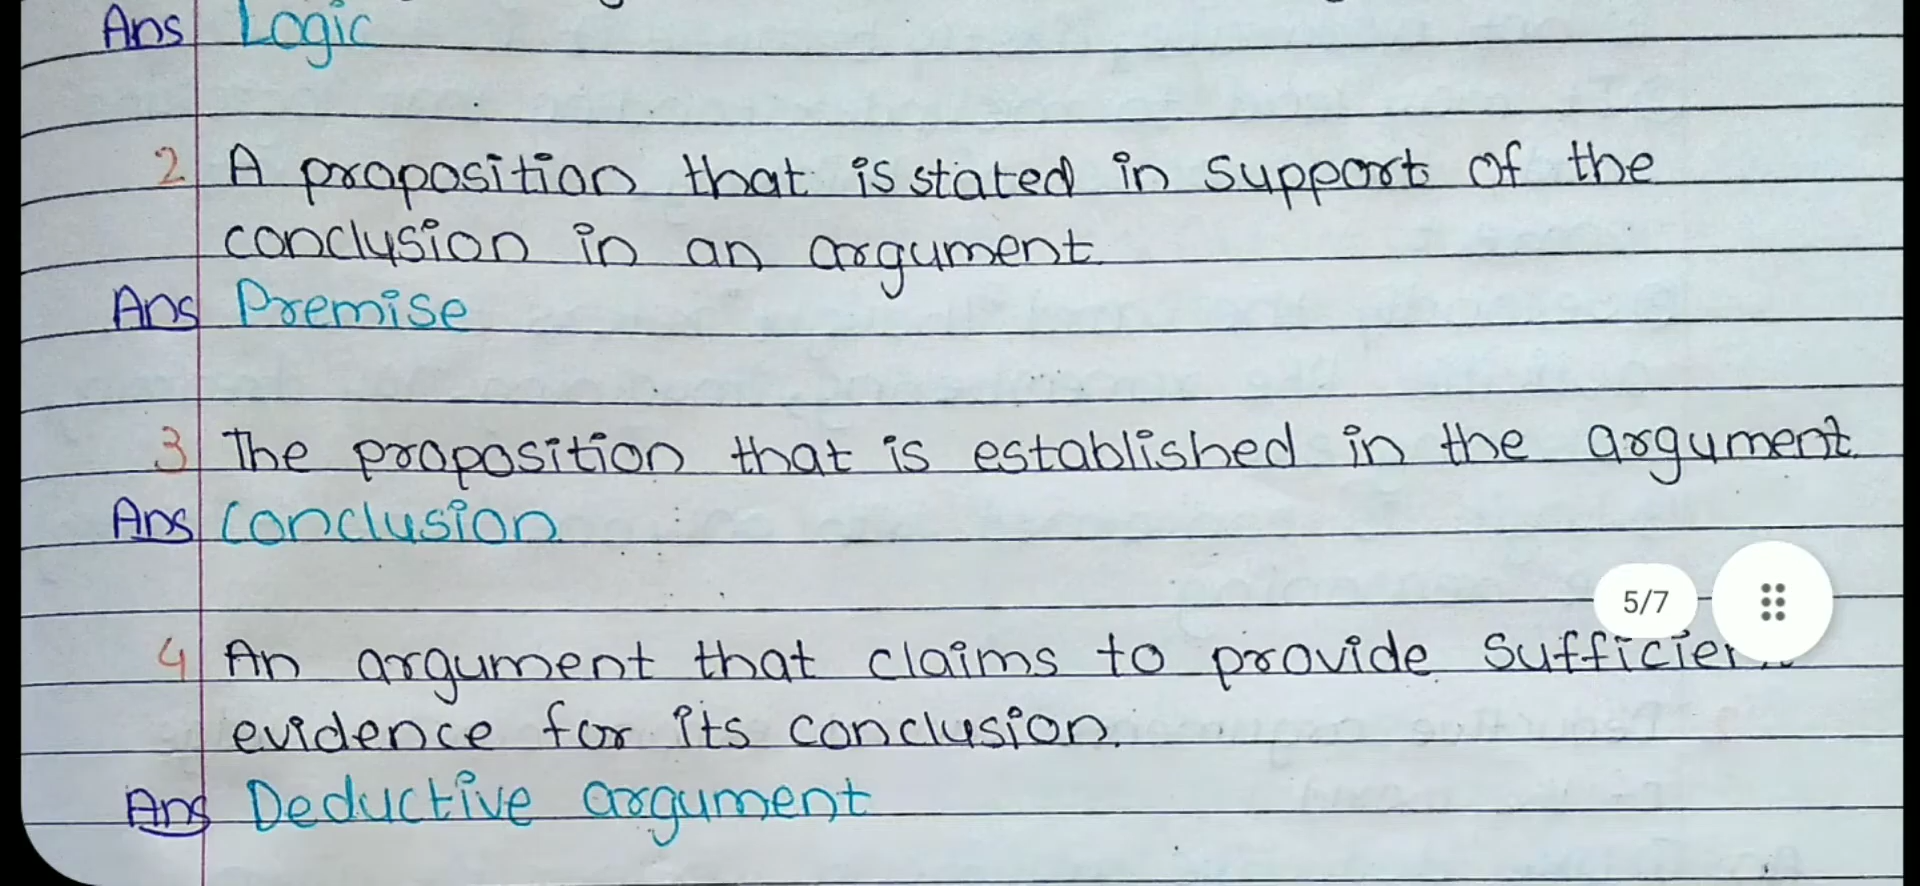 Ans Logic
2 A proposition that is stated in support of the
conclusion in an argument.
Ans Premise
3 The proposition that is established in the argument.
Ans Conclusion
5/7
4 An argument that claims to provide
evidence for its conclusion.
Ans Deductive argument